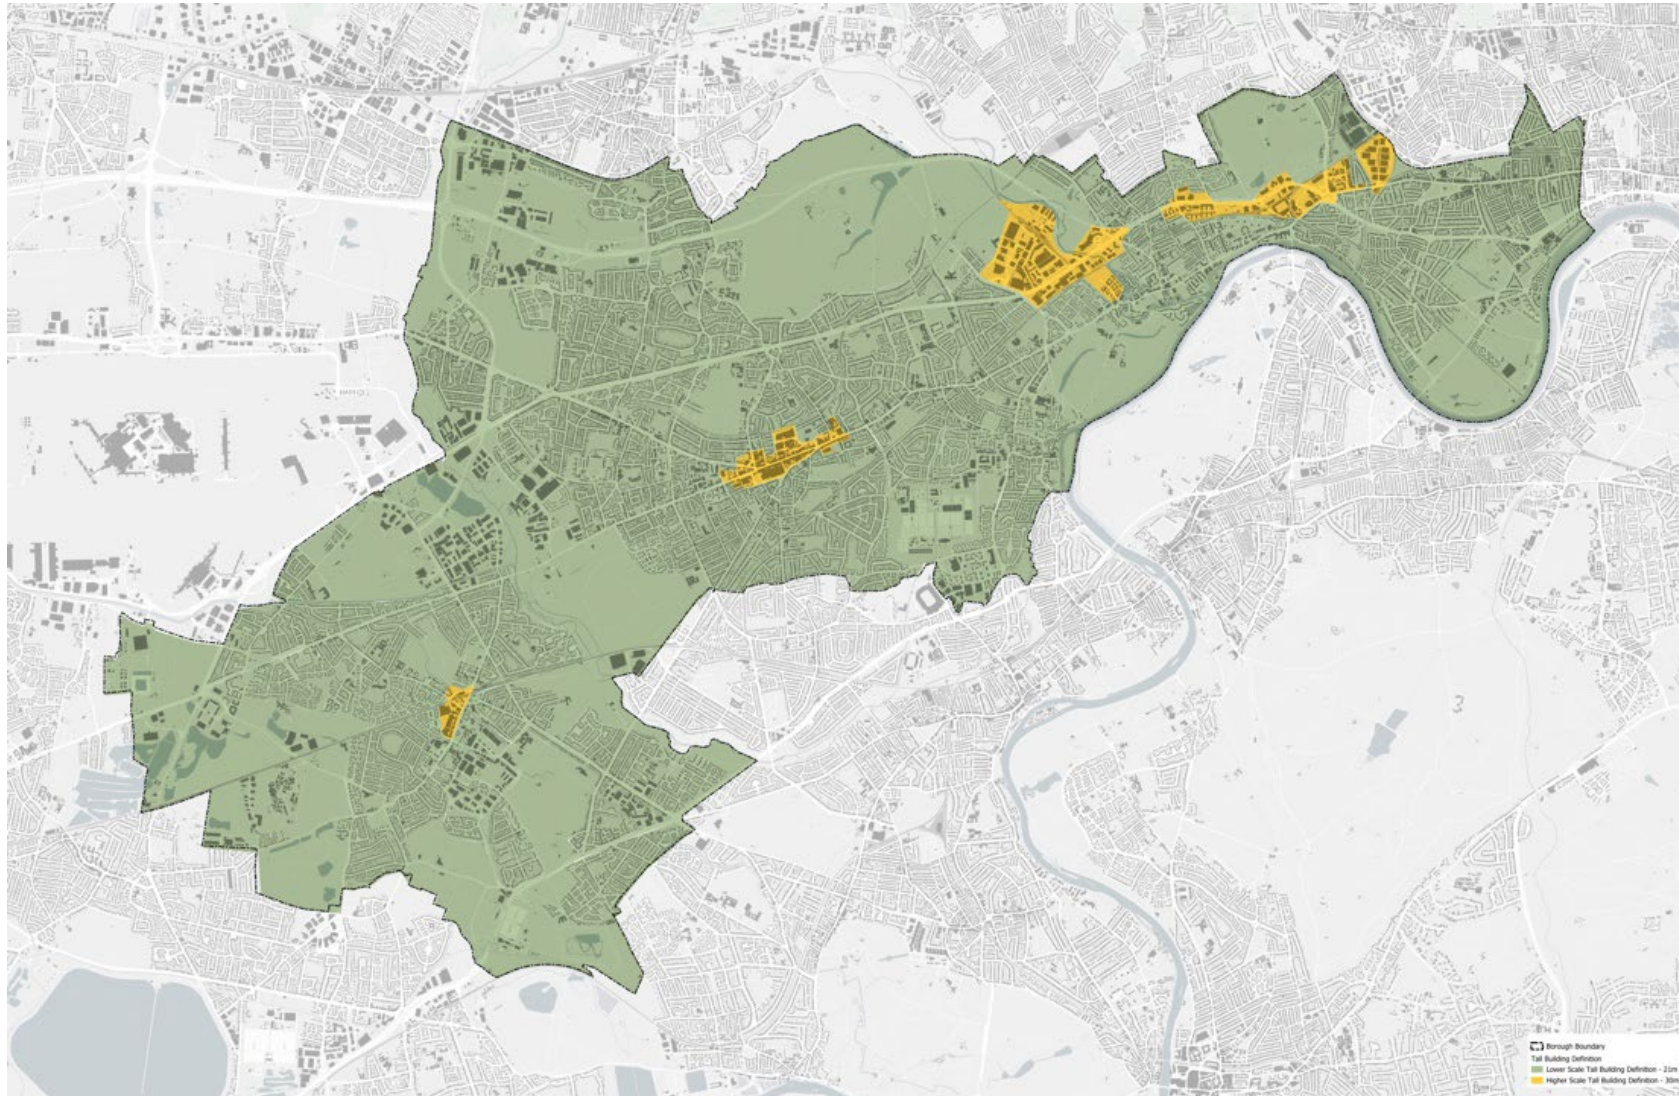 Borough Boundary
Tall Building Definition
Lower Scale Tall Building Definition - 21m
Higher Scale Tall Building Definition - 30m